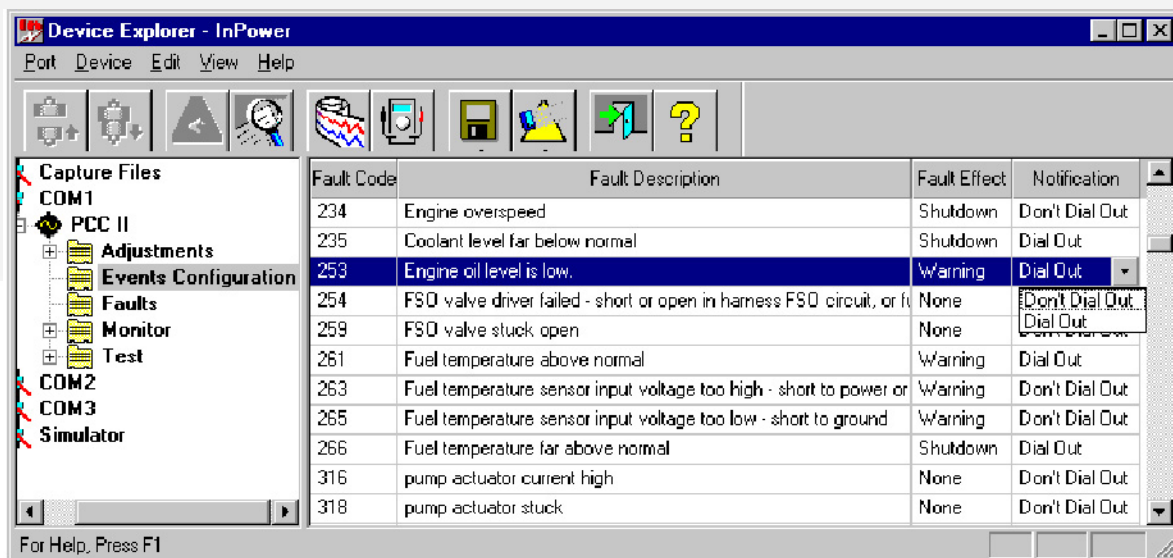 Device Explorer - InPower
Port Device Edit View Help
Capture Files
COM1
PCC II
Adjustments
Events Configuration
Faults
Monitor
Test
COM2
COM3
Simulator
Fault Code Fault Description Fault Effect Notification
234 Engine overspeed Shutdown Don't Dial Out
235 Coolant level far below normal Shutdown Dial Out
253 Engine oil level is low. Warning Dial Out
254 FSO valve driver failed - short or open in harness FSO circuit, or fu None Don't Dial Out
Dial Out
259 FSO valve stuck open None
261 Fuel temperature above normal Warning Dial Out
263 Fuel temperature sensor input voltage too high - short to power or Warning Don't Dial Out
265 Fuel temperature sensor input voltage too low - short to ground Warning Don't Dial Out
266 Fuel temperature far above normal Shutdown Dial Out
316 pump actuator current high None Don't Dial Out
318 pump actuator stuck None Don't Dial Out
For Help, Press F1